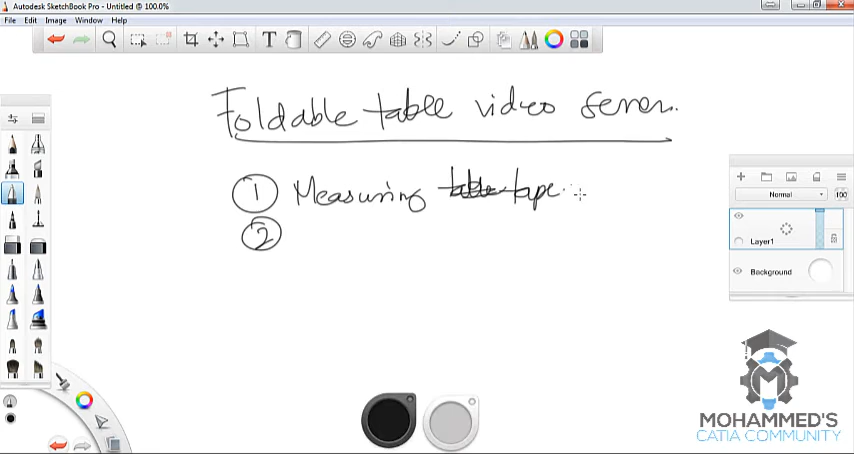 Autodesk SketchBook Pro - Untitled @ 100.0%
File Edit Image Window Help
T
Foldable table video
1 Measuring table tape.
2
Normal 100
Layer1
Background
MOHAMMED'S
CATIA COMMUNITY